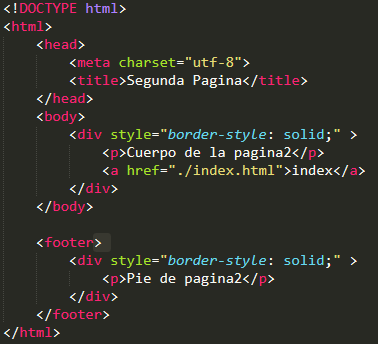 <!DOCTYPE html>
<html>
<head>
<meta charset="utf-8">
<title>Segunda Pagina</title>
</head>
<body>
<div style="border-style: solid;" >
<p>Cuerpo de la pagina2</p>
<a href="./index.html">index</a>
</div>
</body>
<footer>
<div style="border-style: solid;" >
<p>Pie de pagina2</p>
</div>
</footer>
</html>